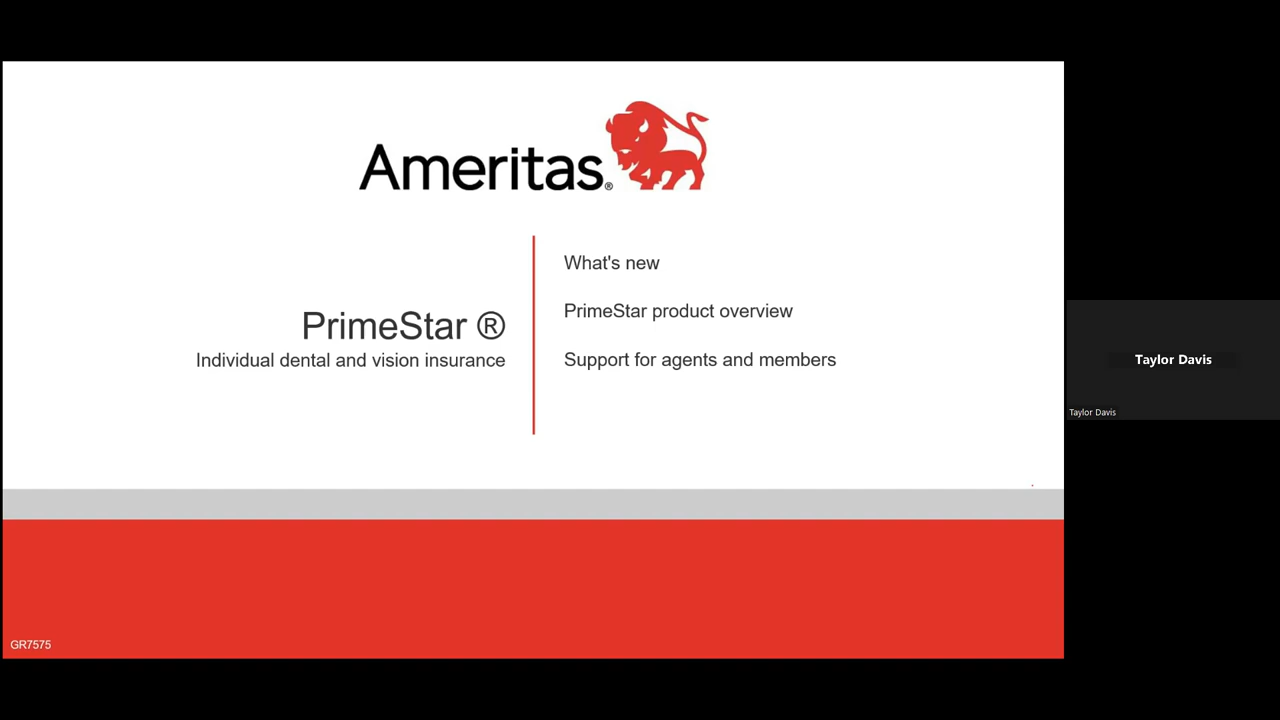 Ameritas®
PrimeStar ®
Individual dental and vision insurance
What's new
PrimeStar product overview
Support for agents and members
GR7575
Taylor Davis
Taylor Davis